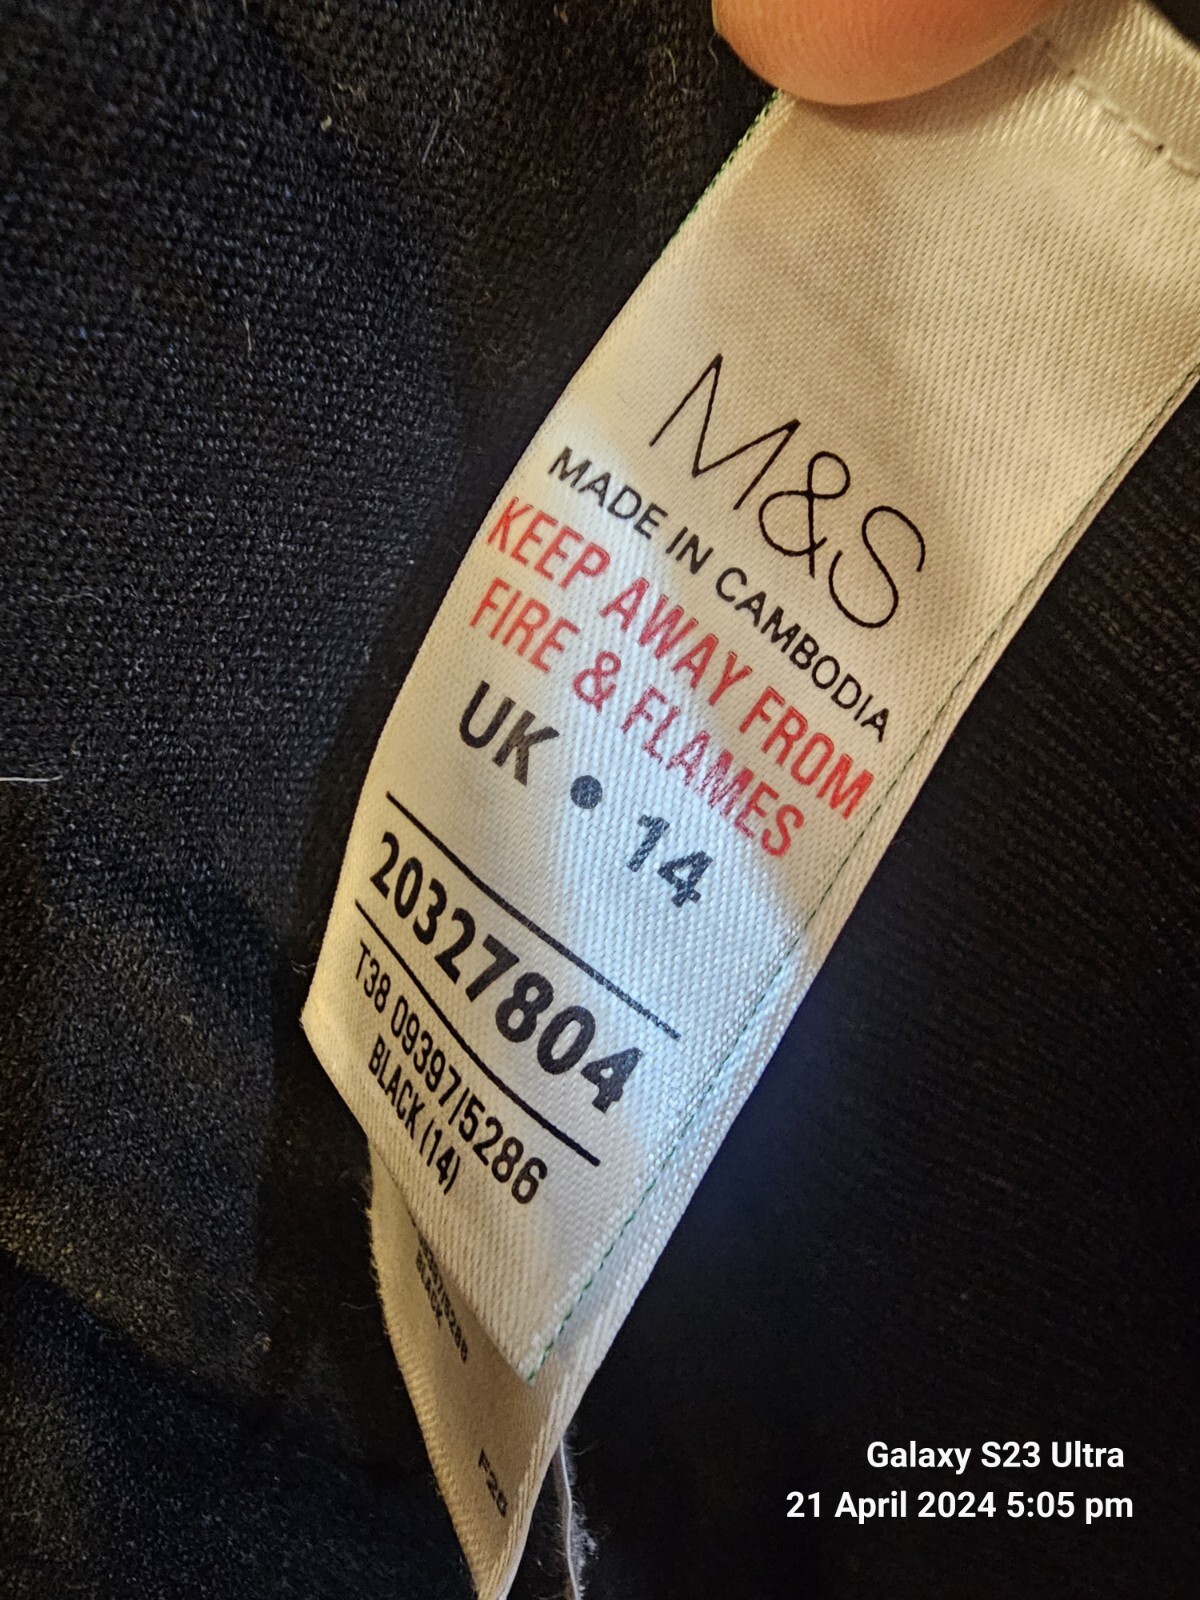 M&S
MADE IN CAMBODIA
KEEP AWAY FROM
FIRE & FLAMES
UK • 14
20327804
T38 09397/5286
BLACK (14)
BLACK
Galaxy S23 Ultra
21 April 2024 5:05 pm